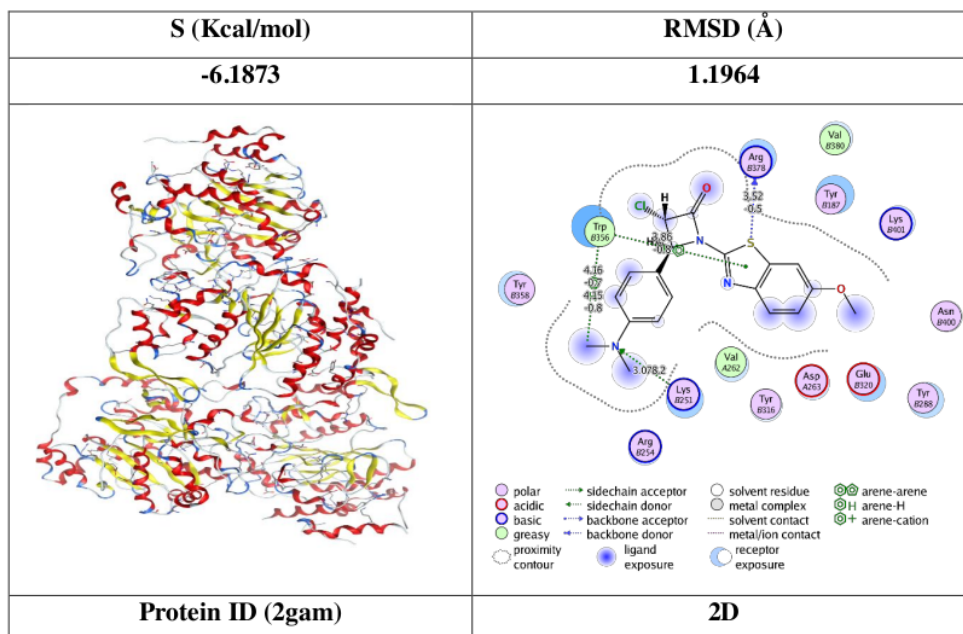 S (Kcal/mol) RMSD (Å)
-6.1873 1.1964
Val
B380
Arg
B378
Tyr
B187
Lys
B401
3.52
-0.5
H
O
Cl
Trp
B356
3.86
-0.8
H
N
S
4.16
-0.7
4.15
-0.8
Tyr
B358
N
O
Asn
B400
N
3.078.2
Val
A262
Lys
B251
Asp
A263
Glu
B320
Tyr
B316
Tyr
B288
Arg
B254
polar
acidic
basic
greasy
proximity
contour
sidechain acceptor
sidechain donor
backbone acceptor
backbone donor
ligand
exposure
solvent residue
metal complex
solvent contact
metal/ion contact
receptor
exposure
arene-arene
H arene-H
+ arene-cation
Protein ID (2gam) 2D